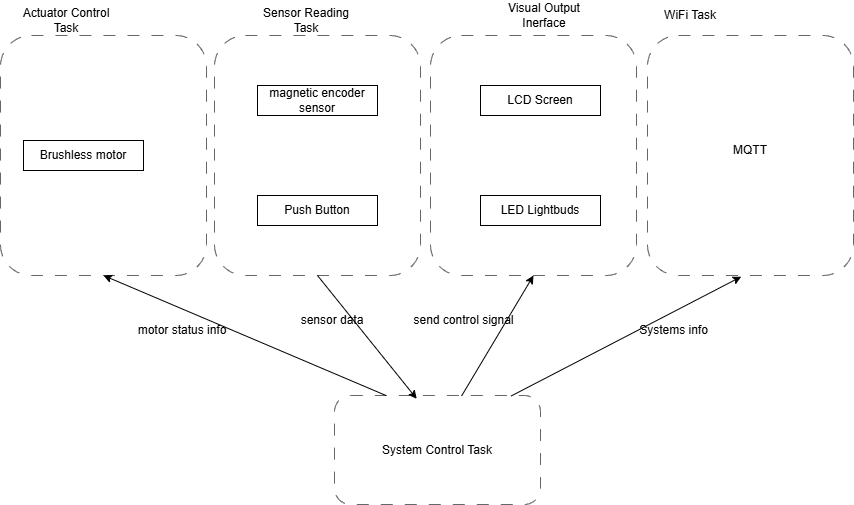 Actuator Control
Task
Sensor Reading
Task
Visual Output
Inerface
WiFi Task
magnetic encoder
sensor
LCD Screen
Brushless motor
MQTT
Push Button
LED Lightbuds
motor status info
sensor data
send control signal
Systems info
System Control Task